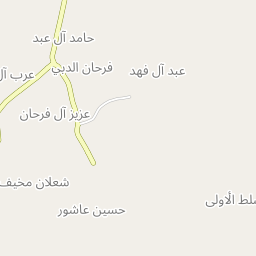 حامد آل عبد
فرحان الدبي
عبد آل فهد
عرب آل
عزيز آل فرحان
شعلان مخيف
سلط الأولى
حسين عاشور